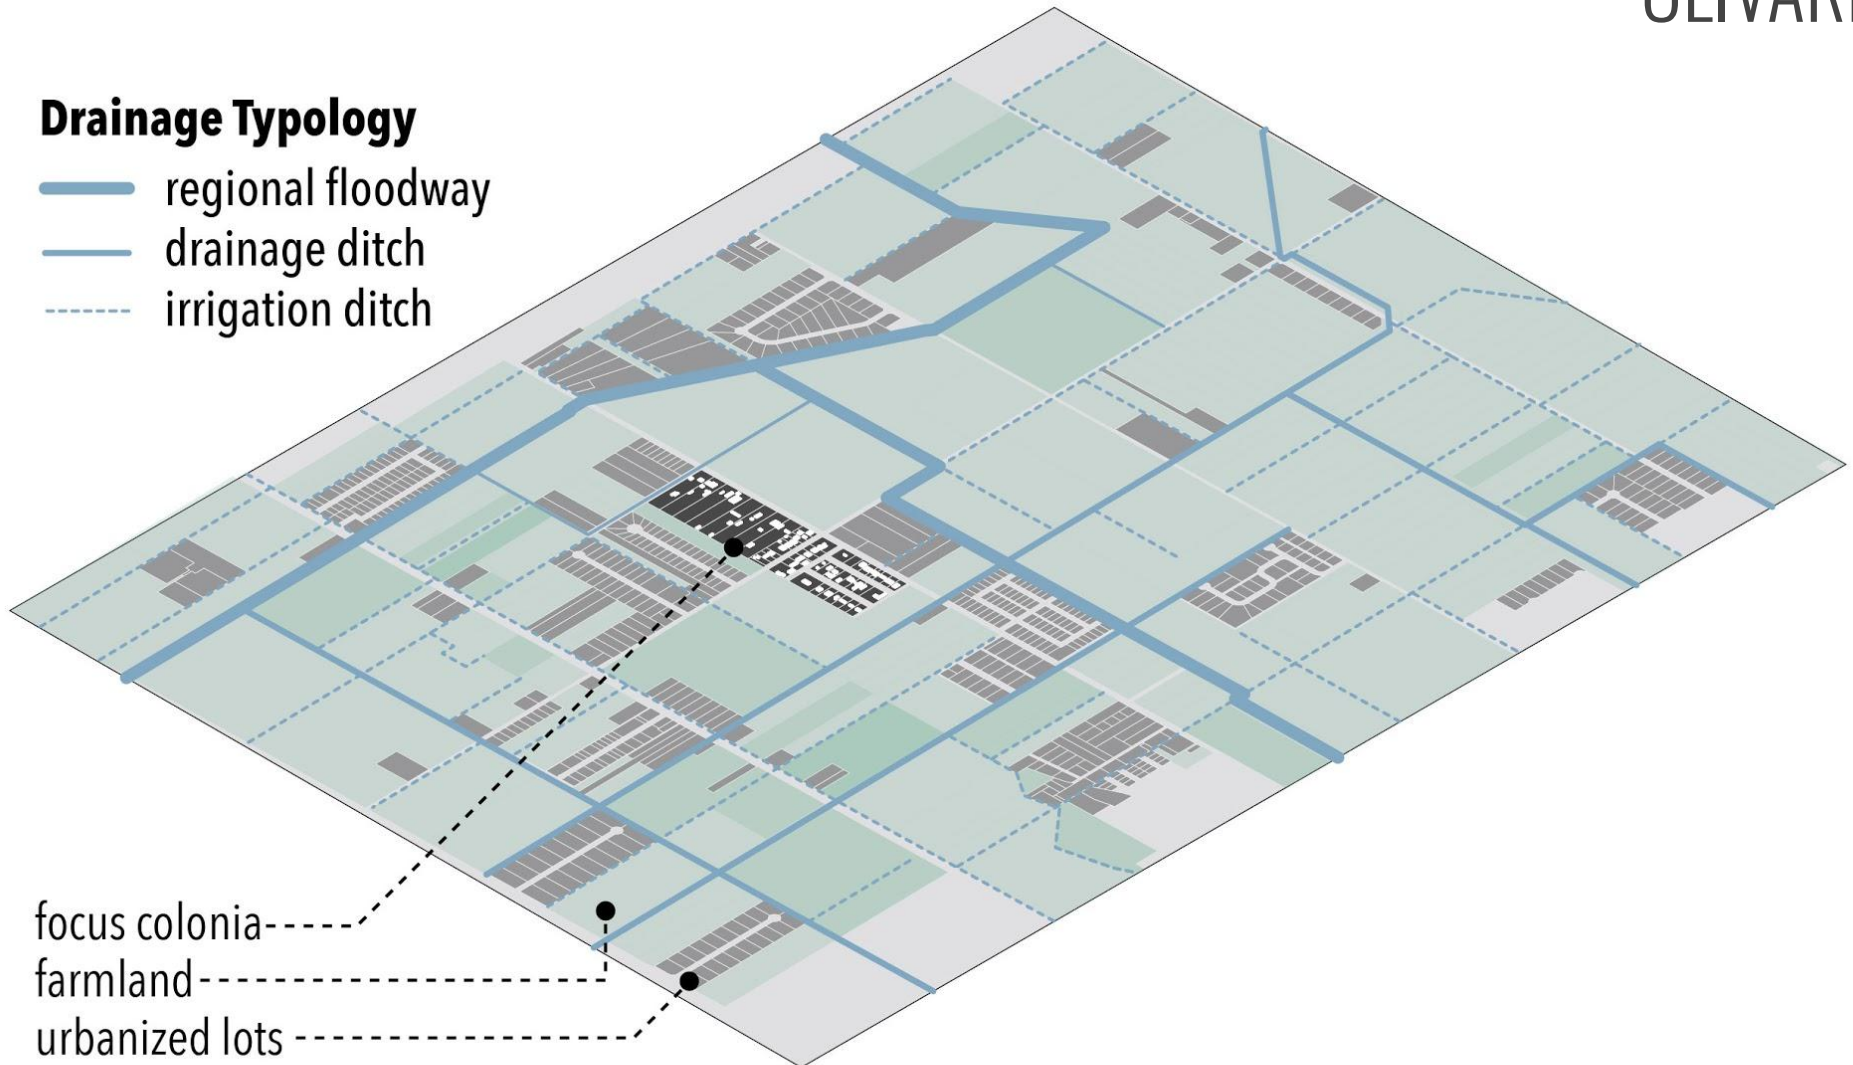 Drainage Typology
regional floodway
drainage ditch
irrigation ditch
focus colonia
farmland
urbanized lots